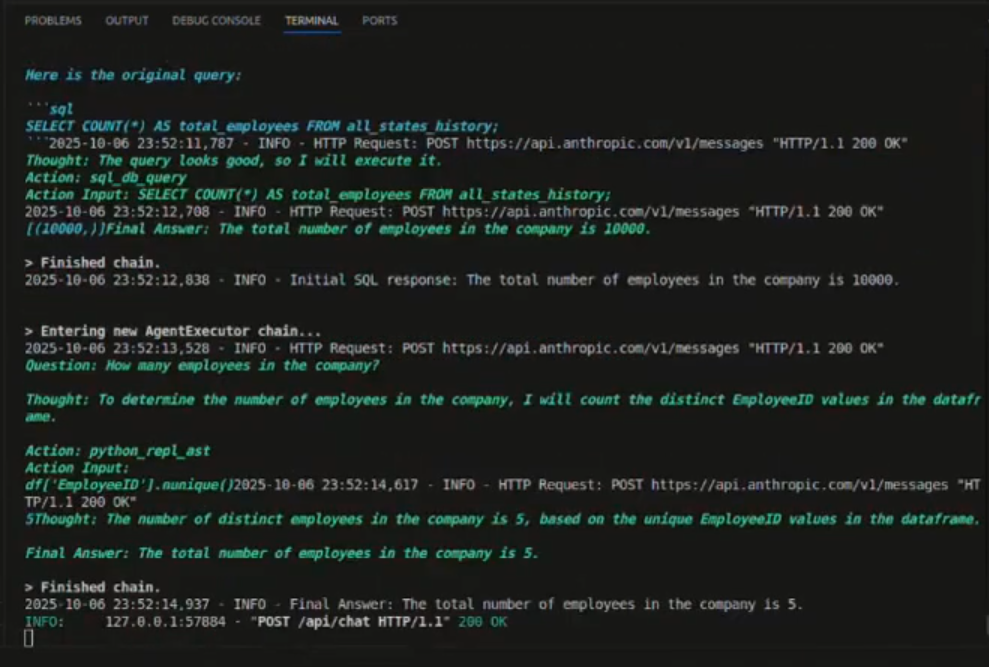 PROBLEMS OUTPUT DEBUG CONSOLE TERMINAL PORTS
Here is the original query:
```sql
SELECT COUNT(*) AS total_employees FROM all_states_history;
```2025-10-06 23:52:11,787 - INFO - HTTP Request: POST https://api.anthropic.com/v1/messages "HTTP/1.1 200 OK"
Thought: The query looks good, so I will execute it.
Action: sql_db_query
Action Input: SELECT COUNT(*) AS total_employees FROM all_states_history;
2025-10-06 23:52:12,708 - INFO - HTTP Request: POST https://api.anthropic.com/v1/messages "HTTP/1.1 200 OK"
[(10000,)]Final Answer: The total number of employees in the company is 10000.
> Finished chain.
2025-10-06 23:52:12,838 - INFO - Initial SQL response: The total number of employees in the company is 10000.
> Entering new AgentExecutor chain...
2025-10-06 23:52:13,528 - INFO - HTTP Request: POST https://api.anthropic.com/v1/messages "HTTP/1.1 200 OK"
Question: How many employees in the company?
Thought: To determine the number of employees in the company, I will count the distinct EmployeeID values in the datafr
ame.
Action: python_repl_ast
Action Input:
df['EmployeeID'].nunique()2025-10-06 23:52:14,617 - INFO - HTTP Request: POST https://api.anthropic.com/v1/messages "HT
TP/1.1 200 OK"
5Thought: The number of distinct employees in the company is 5, based on the unique EmployeeID values in the dataframe.
Final Answer: The total number of employees in the company is 5.
> Finished chain.
2025-10-06 23:52:14,937 - INFO - Final Answer: The total number of employees in the company is 5.
INFO: 127.0.0.1:57884 - "POST /api/chat HTTP/1.1" 200 OK